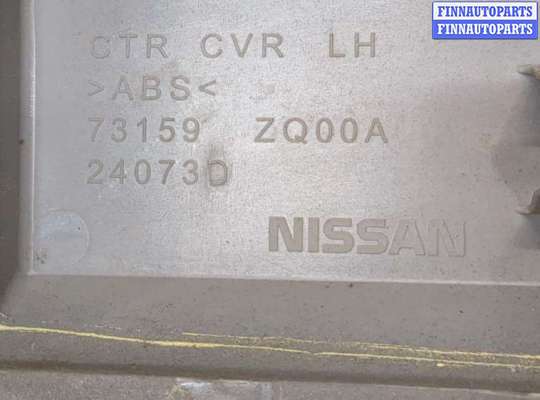 FINNAUTOPARTS
FINNAUTOPARTS
CTR CVR LH
>ABS<
73159 ZQ00A
24073D
NISSAN